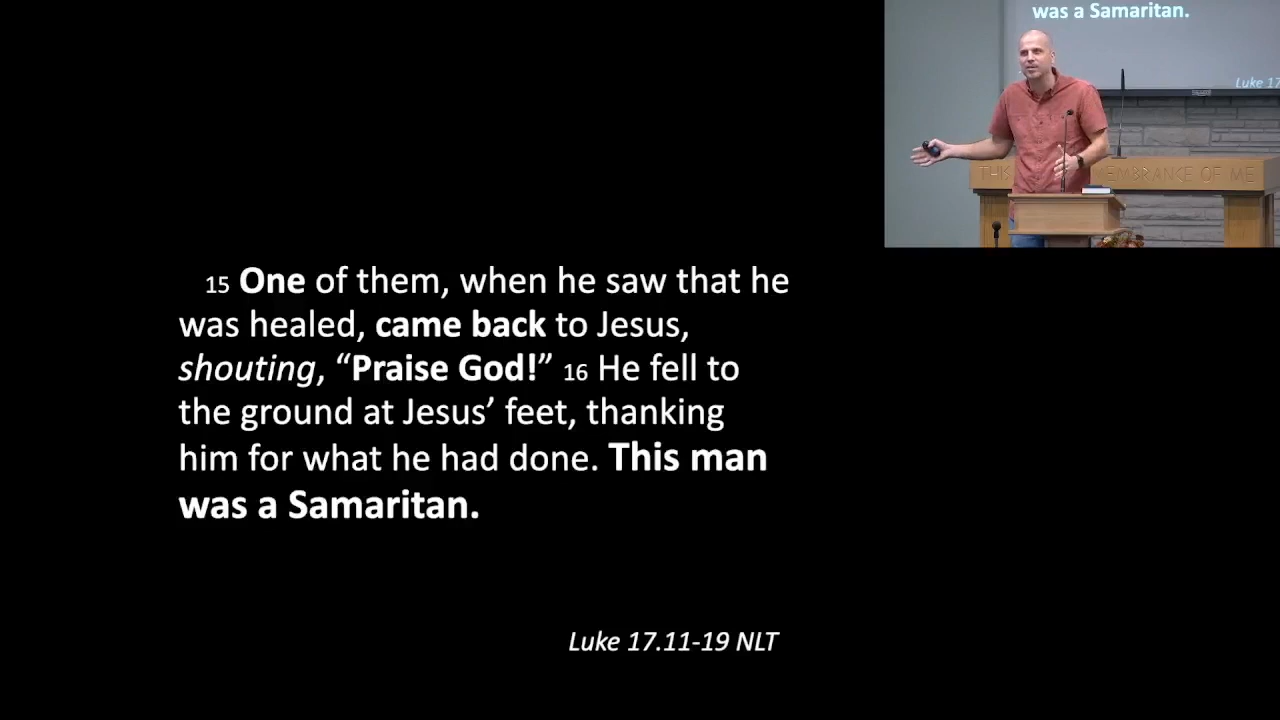 was a Samaritan.
Luke 17
THIS EMBRANCE OF ME
15 One of them, when he saw that he
was healed, came back to Jesus,
shouting, “Praise God!” 16 He fell to
the ground at Jesus’ feet, thanking
him for what he had done. This man
was a Samaritan.
Luke 17.11-19 NLT